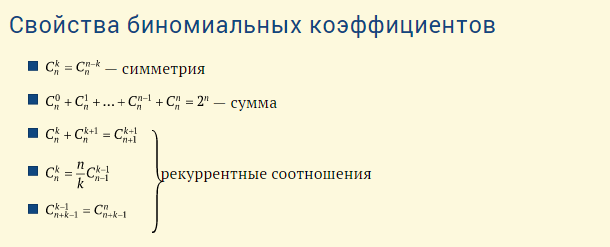 Свойства биномиальных коэффициентов
C_n^k = C_n^{n−k} — симметрия
C_n^0 + C_n^1 + … + C_n^{n−1} + C_n^n = 2^n — сумма
C_n^k + C_n^{k+1} = C_{n+1}^{k+1}
C_n^k = \frac{n}{k} C_{n−1}^{k−1}
рекуррентные соотношения
C_{n+k−1}^{k−1} = C_{n+k−1}^n